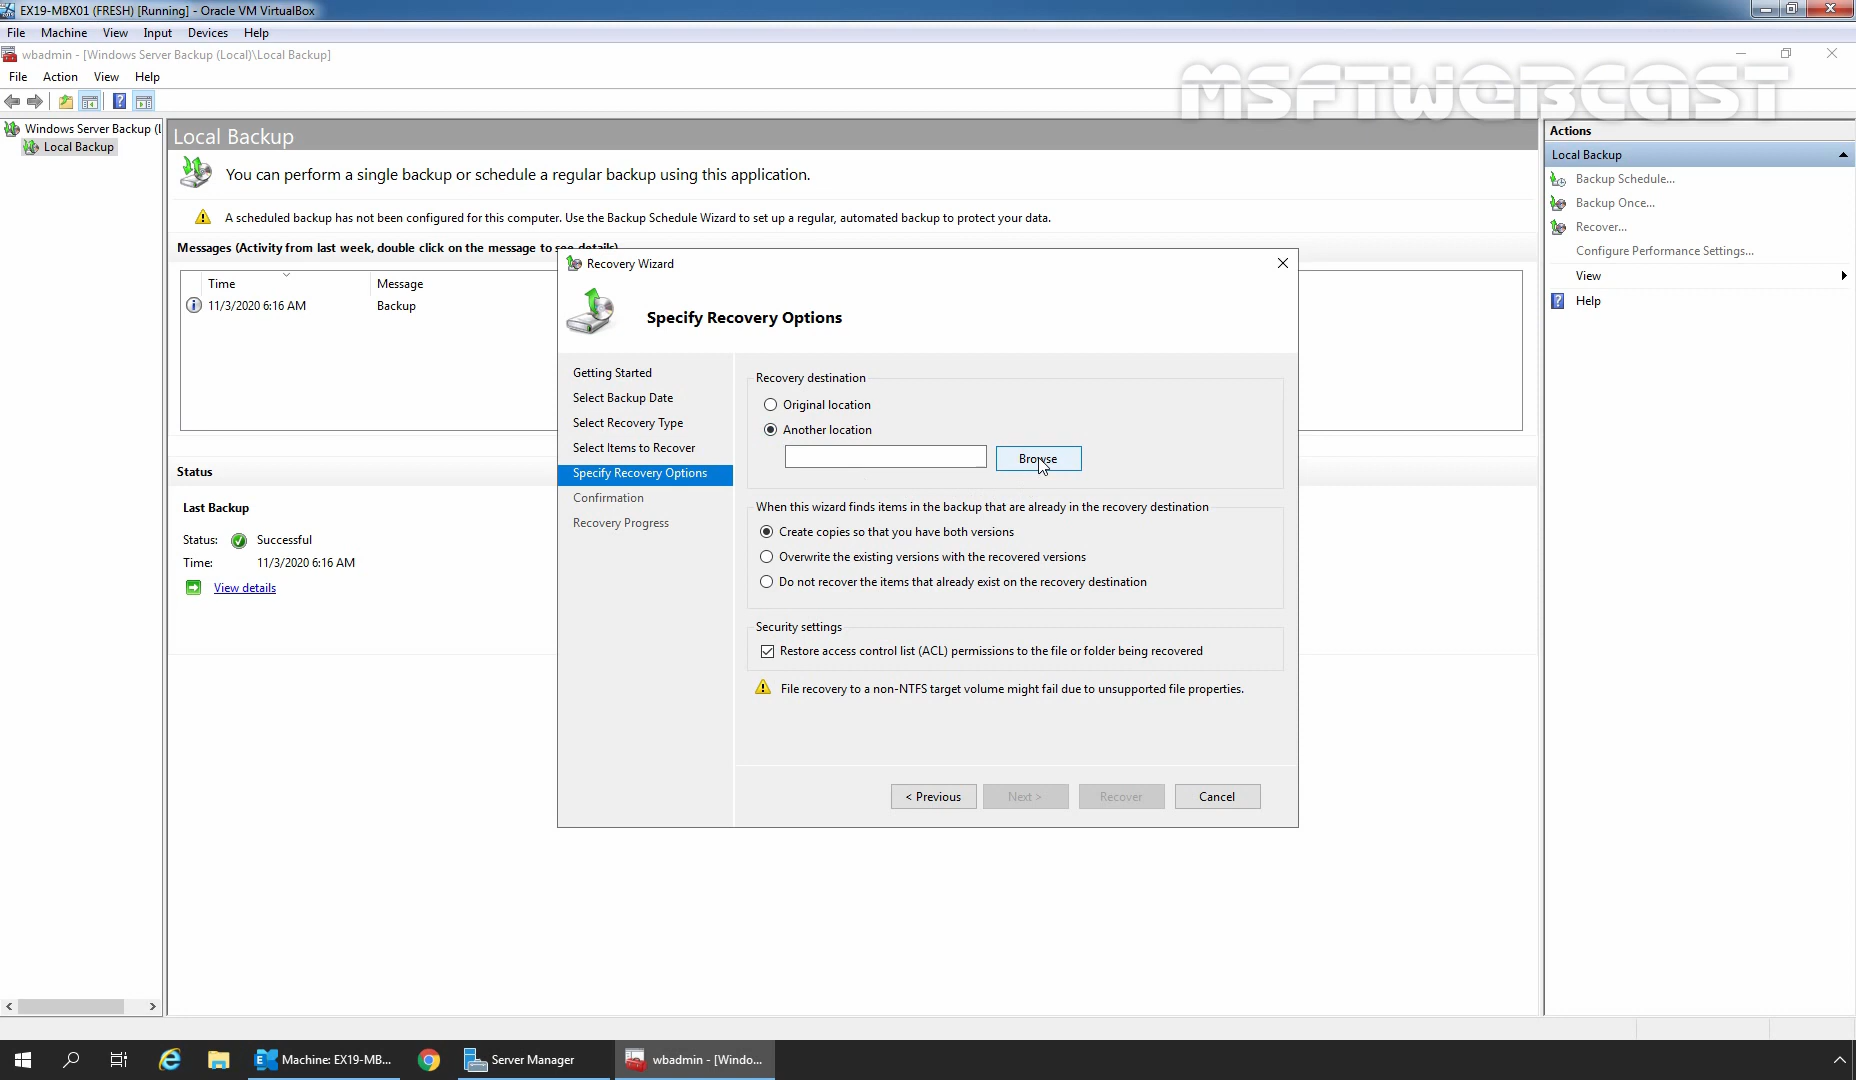 EX19-MBX01 (FRESH) [Running] - Oracle VM VirtualBox
File Machine View Input Devices Help
wbadmin - [Windows Server Backup (Local)\Local Backup]
File Action View Help
MSFTWEBCAST
Windows Server Backup (L
Local Backup
Local Backup
You can perform a single backup or schedule a regular backup using this application.
A scheduled backup has not been configured for this computer. Use the Backup Schedule Wizard to set up a regular, automated backup to protect your data.
Messages (Activity from last week, double click on the message to see details)
Time Message
11/3/2020 6:16 AM Backup
Status
Last Backup
Status: Successful
Time: 11/3/2020 6:16 AM
View details
Recovery Wizard
Specify Recovery Options
Getting Started
Select Backup Date
Select Recovery Type
Select Items to Recover
Specify Recovery Options
Confirmation
Recovery Progress
Recovery destination
Original location
Another location
Browse
When this wizard finds items in the backup that are already in the recovery destination
Create copies so that you have both versions
Overwrite the existing versions with the recovered versions
Do not recover the items that already exist on the recovery destination
Security settings
Restore access control list (ACL) permissions to the file or folder being recovered
File recovery to a non-NTFS target volume might fail due to unsupported file properties.
< Previous Next > Recover Cancel
Actions
Local Backup
Backup Schedule...
Backup Once...
Recover...
Configure Performance Settings...
View
Help
Machine: EX19-MB... Server Manager wbadmin - [Windo...